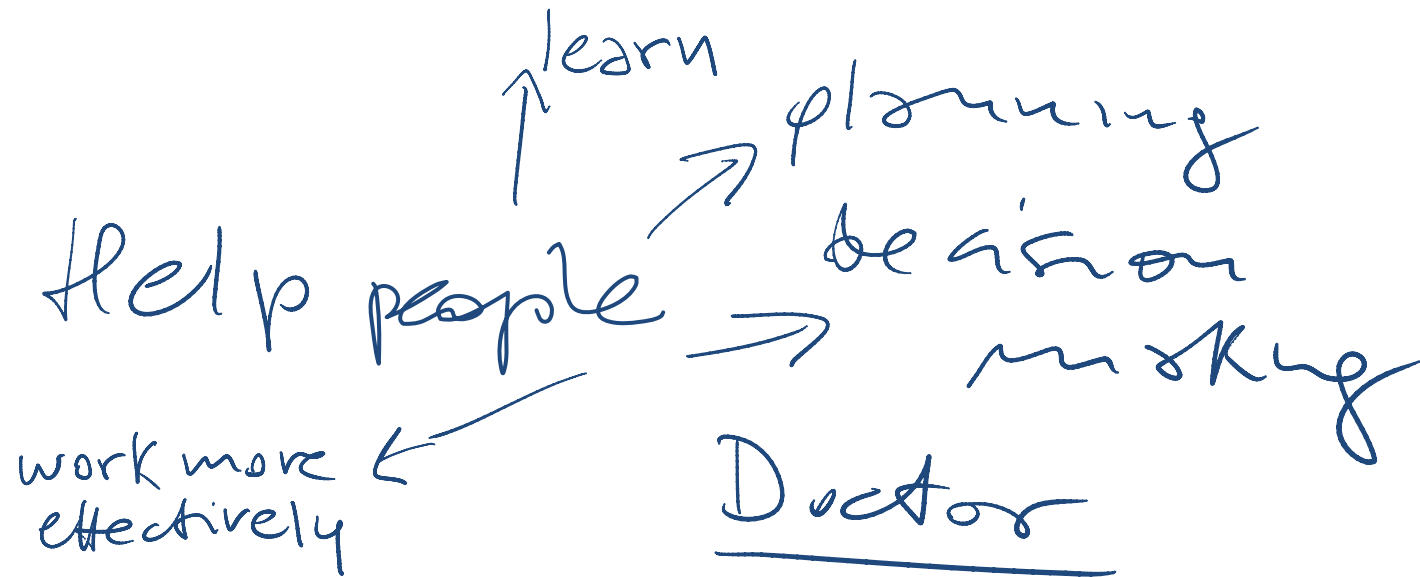 learn
planning
Help people
decision
making
work more
effectively
Doctor